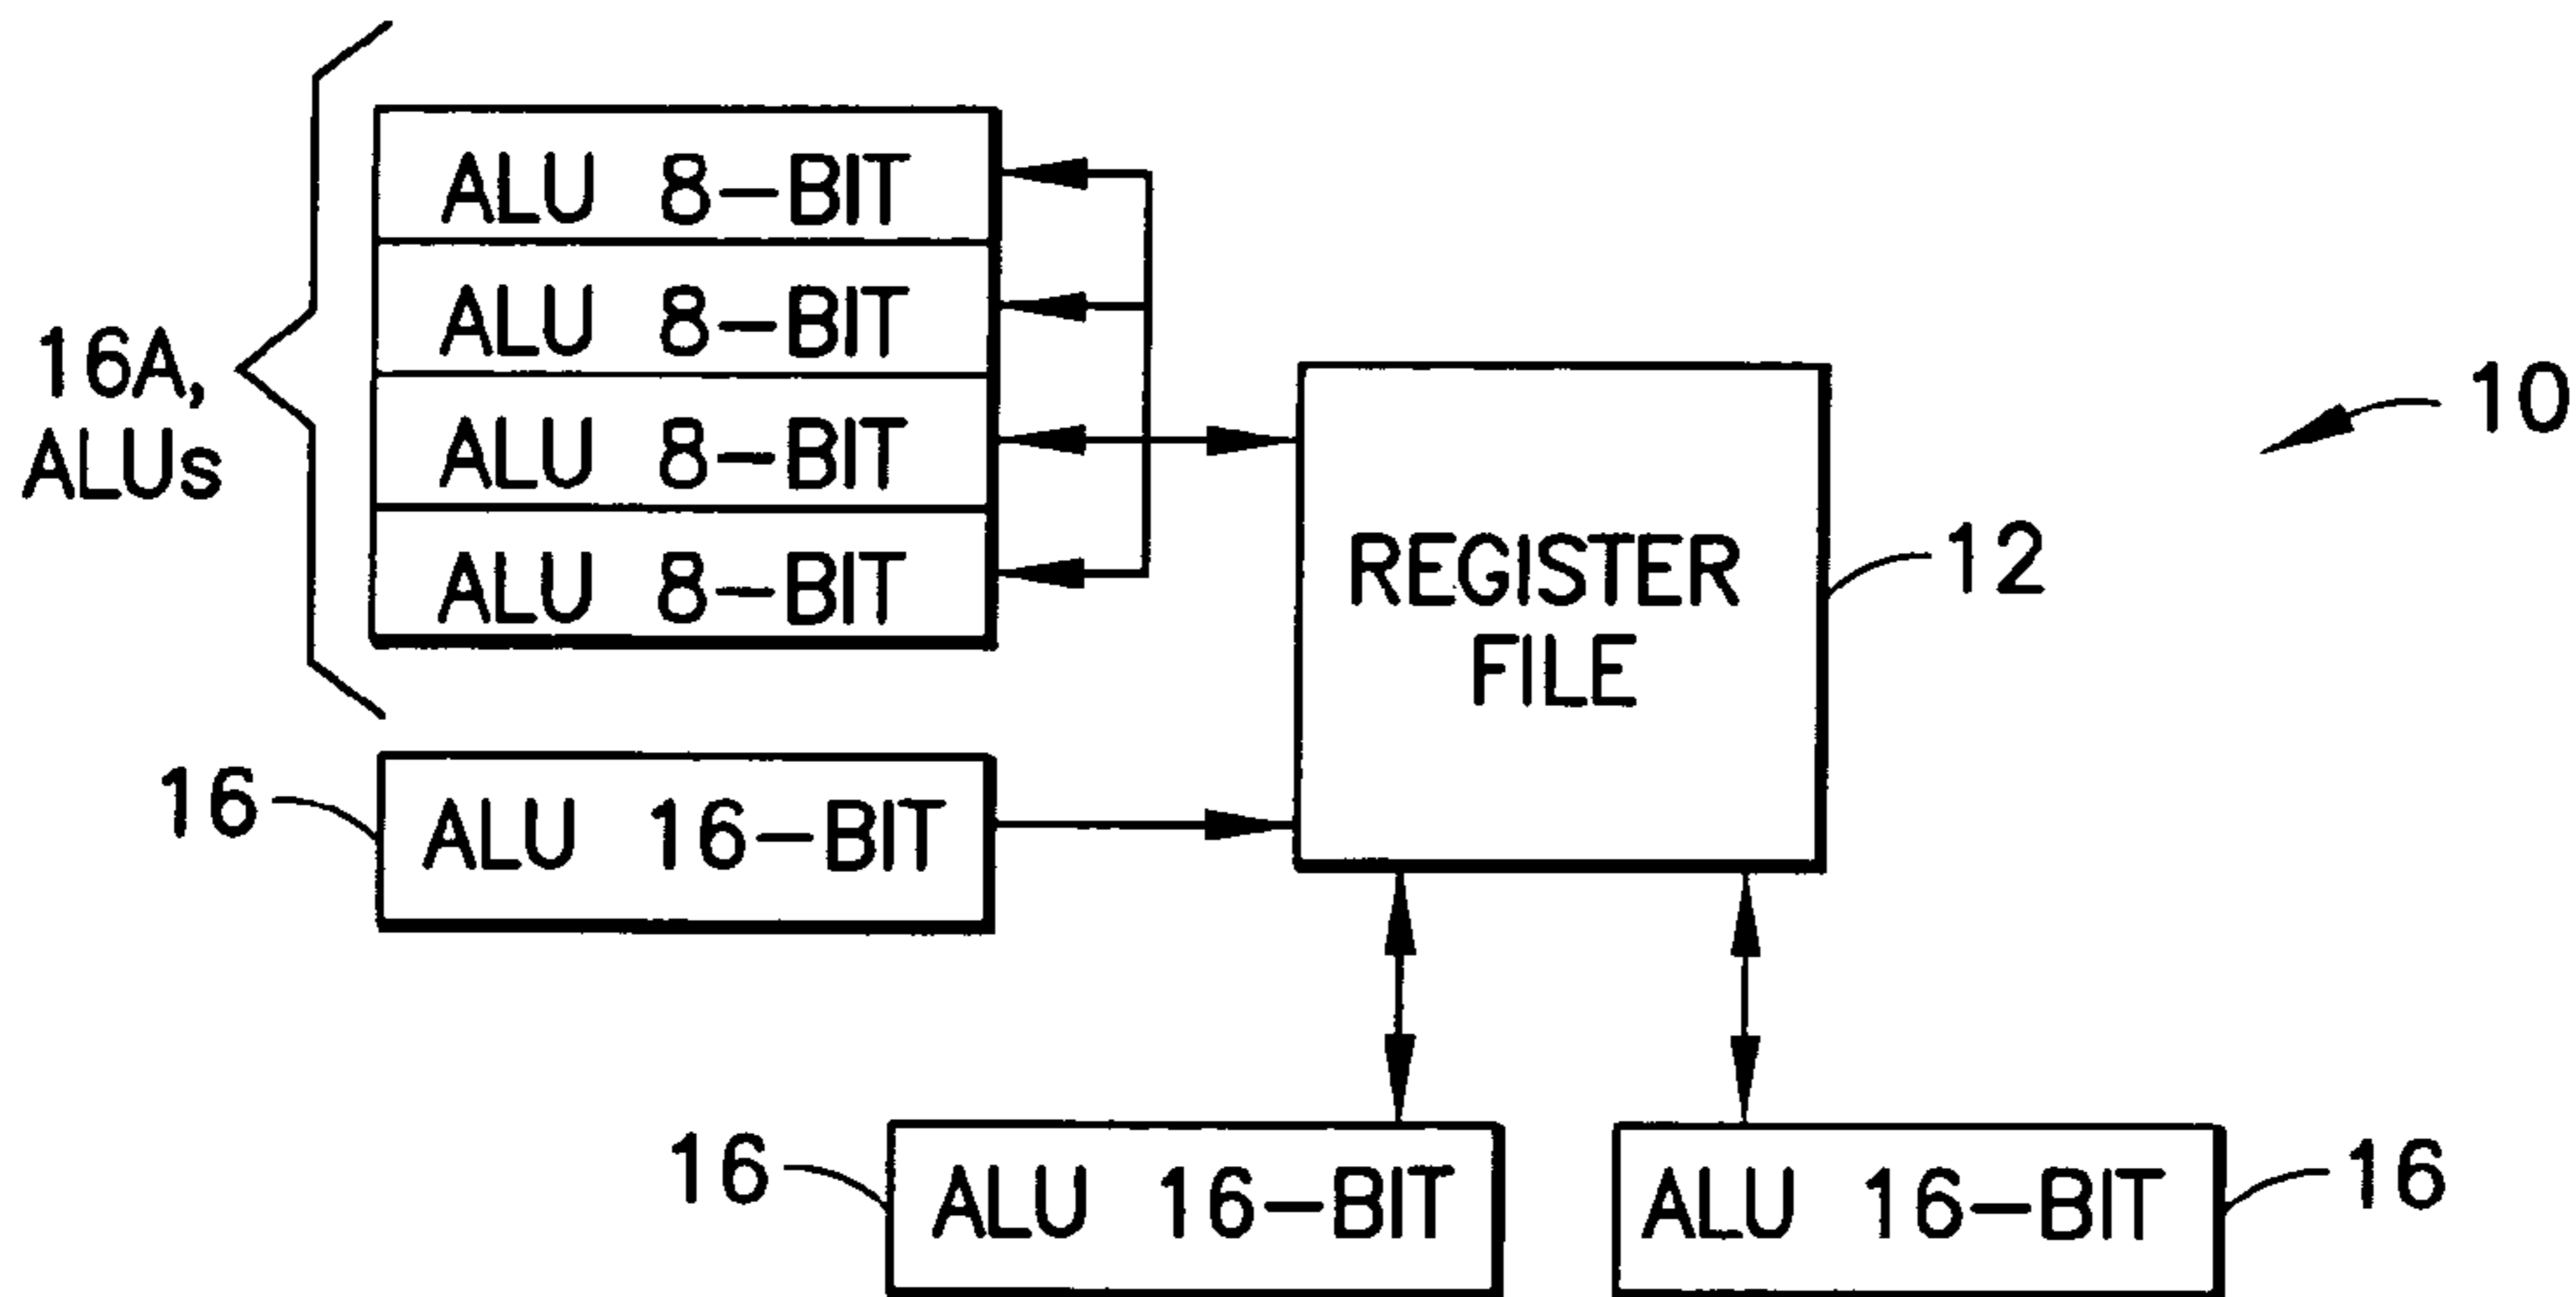 ALU 8-BIT
ALU 8-BIT
16A,
ALUs
ALU 8-BIT
ALU 8-BIT
10
12
REGISTER
FILE
16
ALU 16-BIT
16
ALU 16-BIT
ALU 16-BIT
16